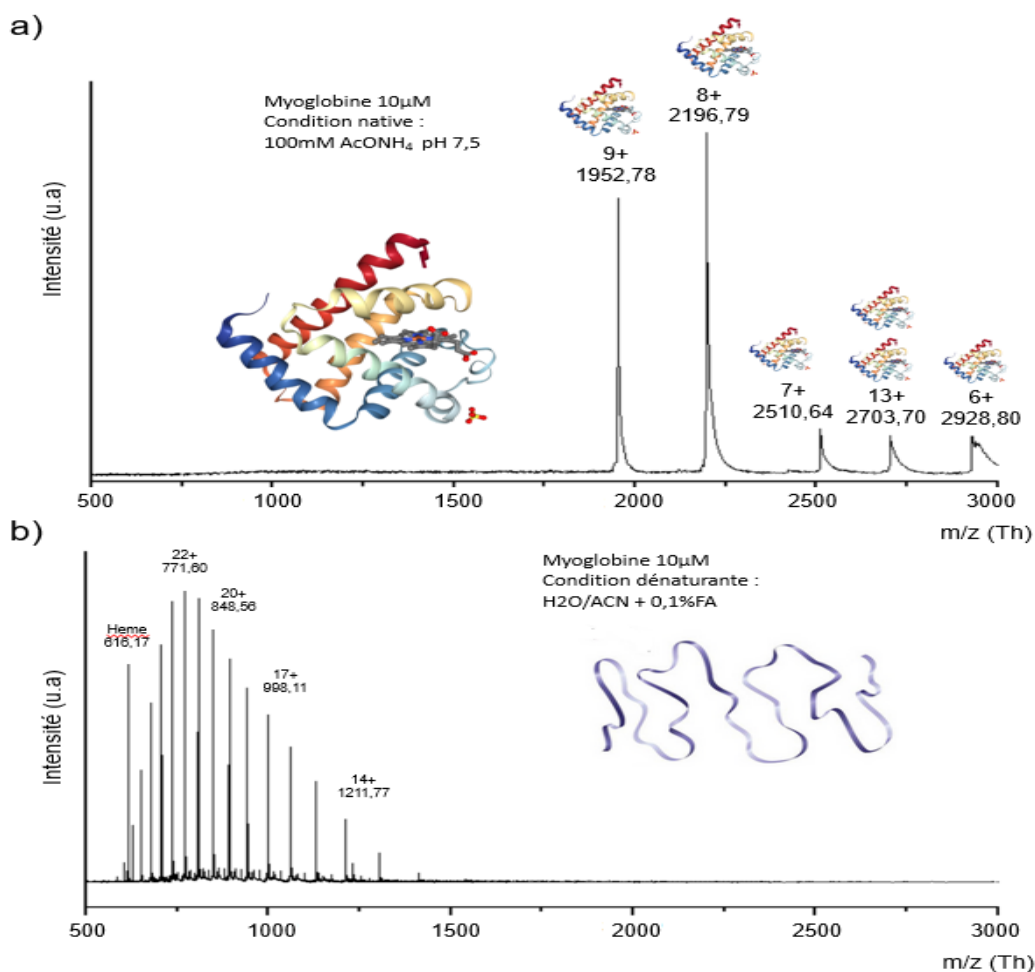 a)
Myoglobine 10µM
Condition native :
100mM AcONH₄ pH 7,5
Intensité (u.a)
9+
1952,78
8+
2196,79
7+
2510,64
13+
2703,70
6+
2928,80
500
1000
1500
2000
2500
3000
m/z (Th)
b)
Myoglobine 10µM
Condition dénaturante :
H2O/ACN + 0,1%FA
Intensité (u.a)
Heme
616,17
22+
771,60
20+
848,56
17+
998,11
14+
1211,77
500
1000
1500
2000
2500
3000
m/z (Th)